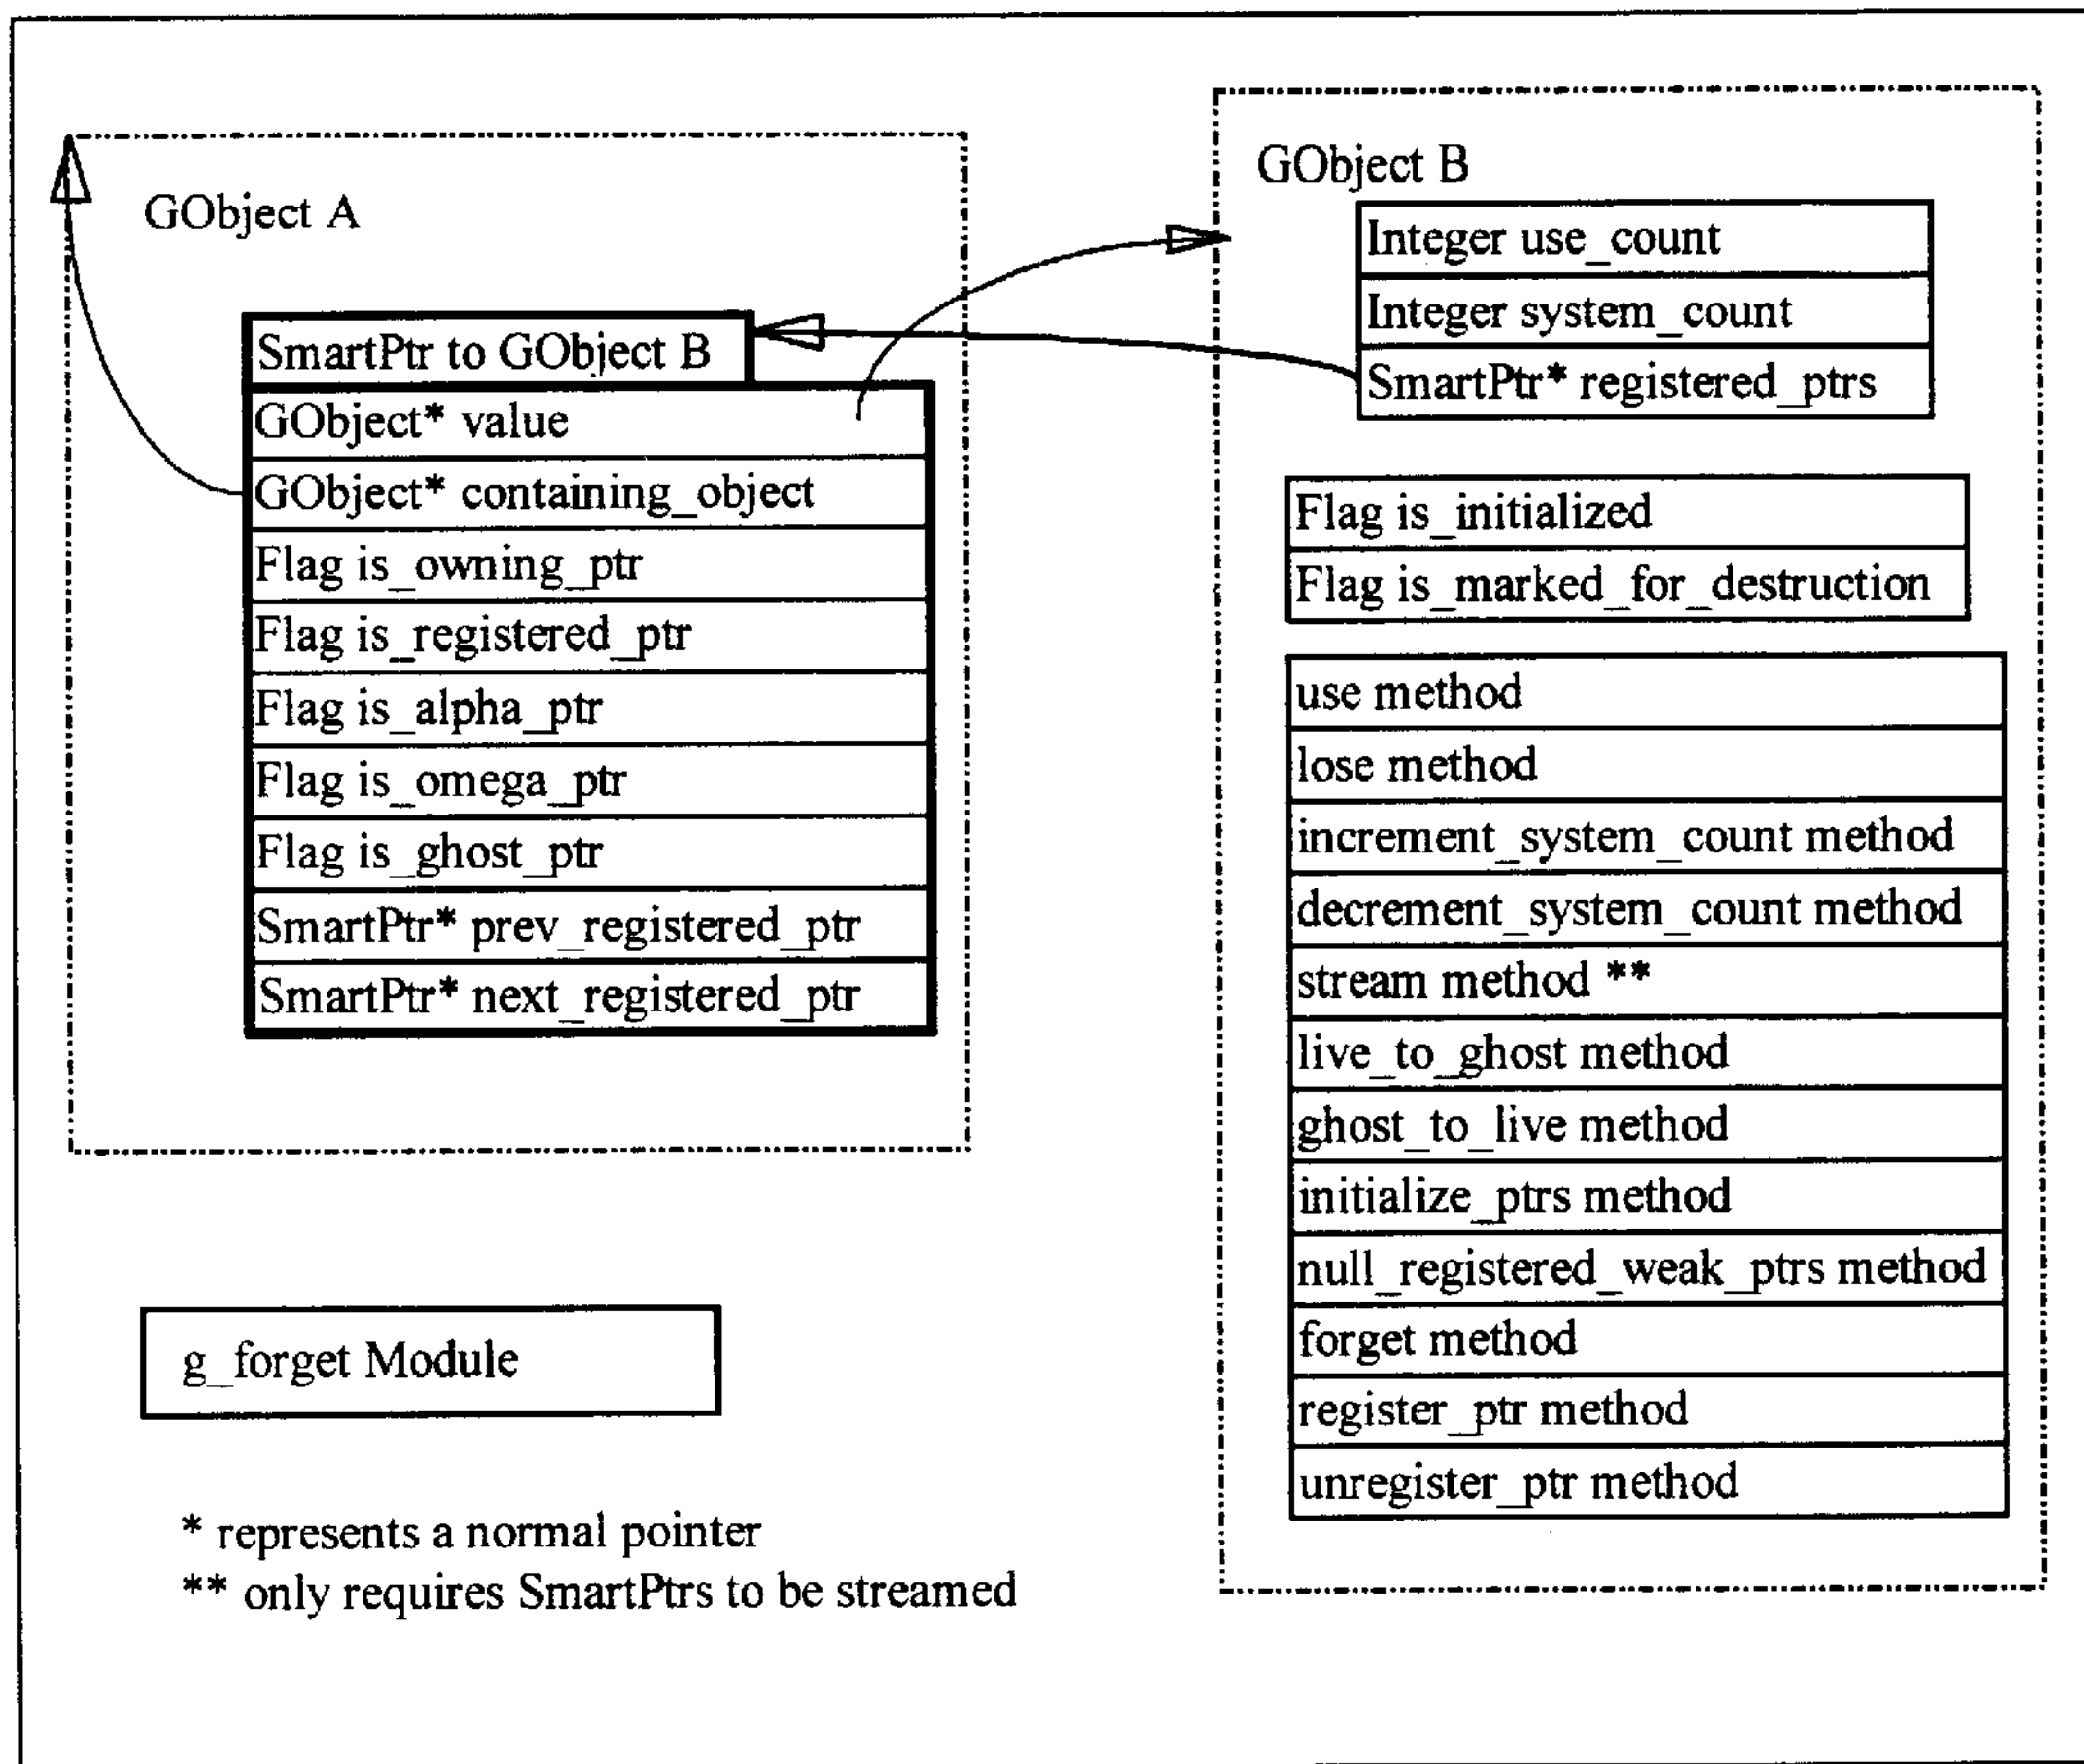 GObject A
SmartPtr to GObject B
GObject* value
GObject* containing_object
Flag is_owning_ptr
Flag is_registered_ptr
Flag is_alpha_ptr
Flag is_omega_ptr
Flag is_ghost_ptr
SmartPtr* prev_registered_ptr
SmartPtr* next_registered_ptr
GObject B
Integer use_count
Integer system_count
SmartPtr* registered_ptrs
Flag is_initialized
Flag is_marked_for_destruction
use method
lose method
increment_system_count method
decrement_system_count method
stream method **
live_to_ghost method
ghost_to_live method
initialize_ptrs method
null_registered_weak_ptrs method
forget method
register_ptr method
unregister_ptr method
g_forget Module
* represents a normal pointer
** only requires SmartPtrs to be streamed